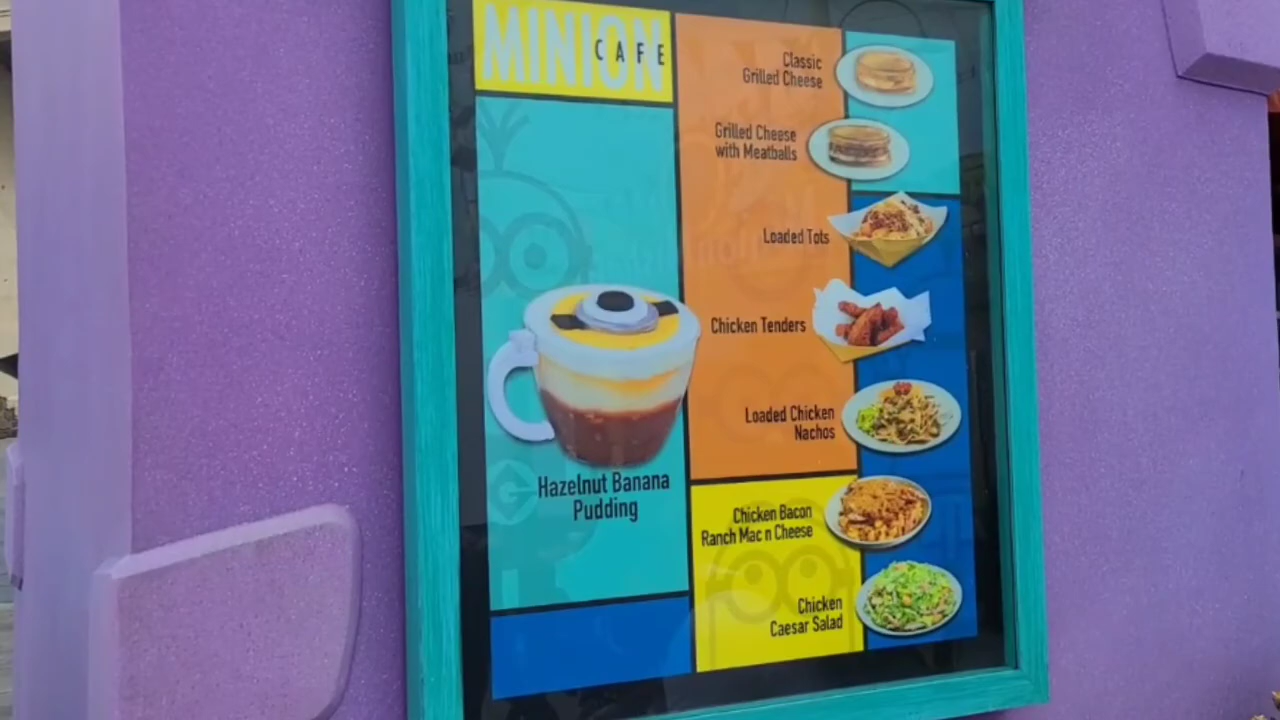 MINION
CAFE
Hazelnut Banana
Pudding
Classic
Grilled Cheese
Grilled Cheese
with Meatballs
Loaded Tots
Chicken Tenders
Loaded Chicken
Nachos
Chicken Bacon
Ranch Mac n Cheese
Chicken
Caesar Salad